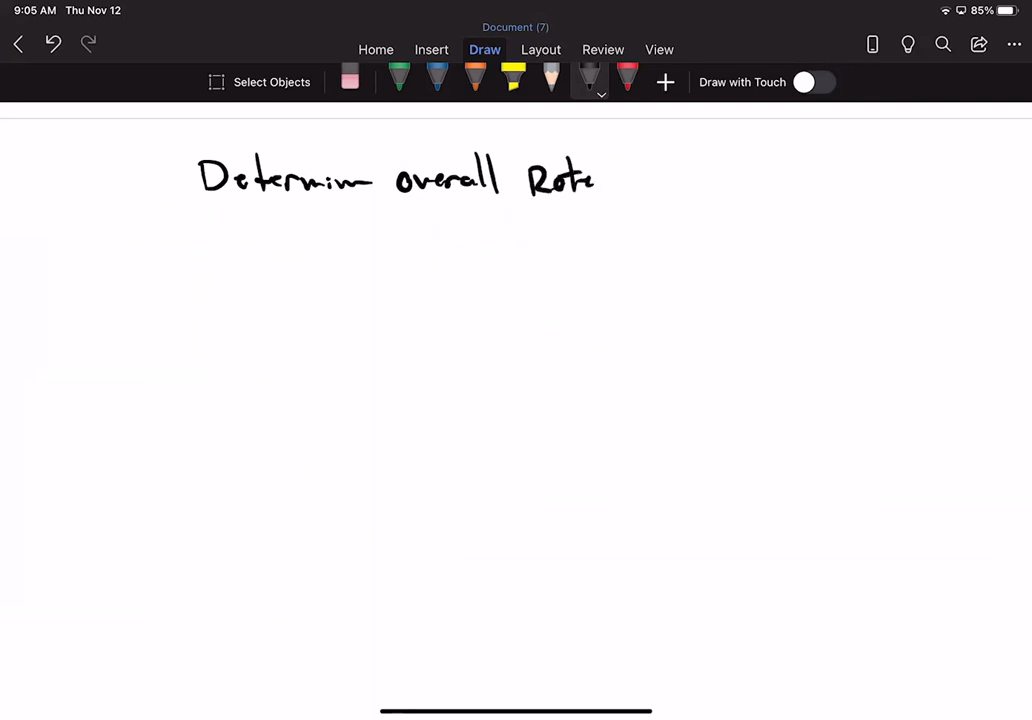 9:05 AM Thu Nov 12 85%
Document (7)
Home Insert Draw Layout Review View
Select Objects Draw with Touch
Determin overall Rate